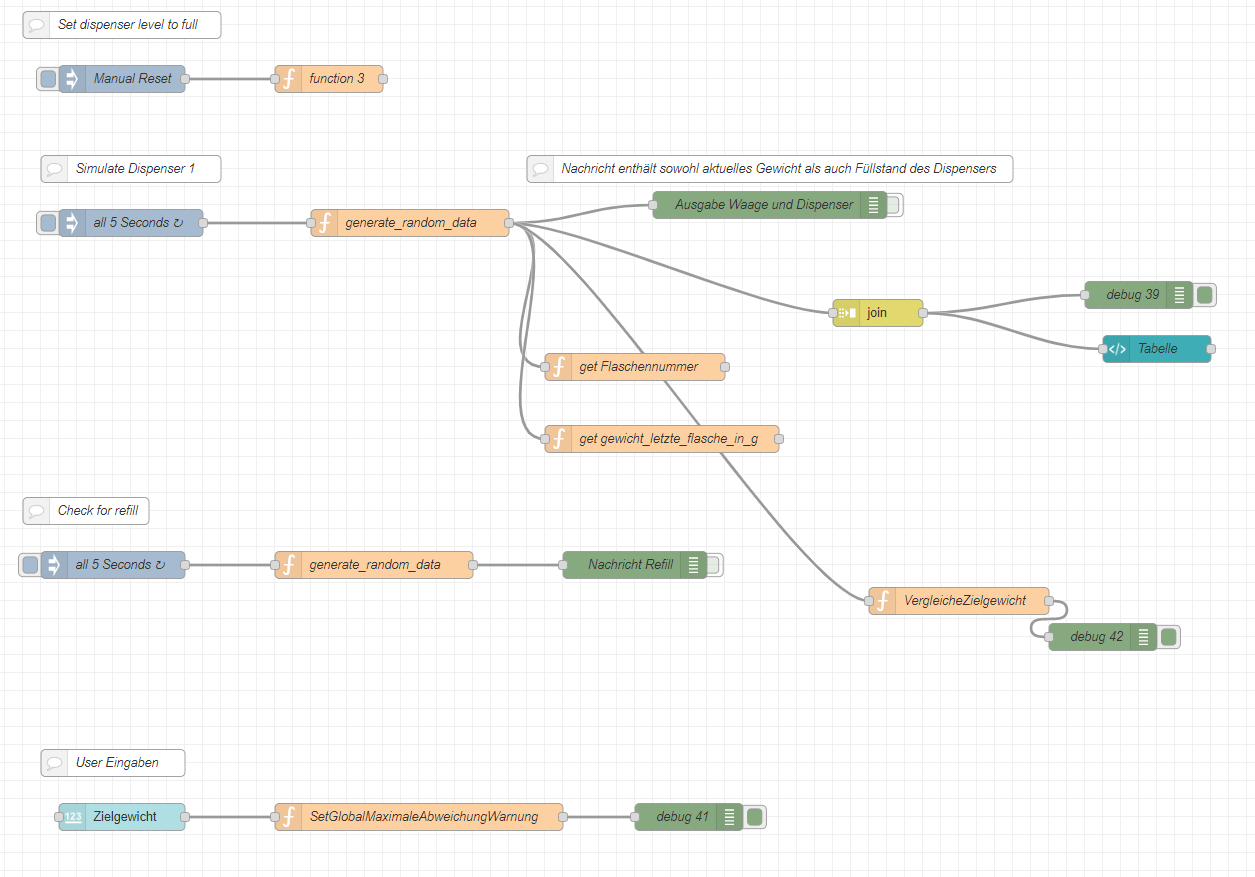 Set dispenser level to full
Manual Reset
function 3
Simulate Dispenser 1
Nachricht enthält sowohl aktuelles Gewicht als auch Füllstand des Dispensers
Ausgabe Waage und Dispenser
all 5 Seconds ↻
generate_random_data
debug 39
join
Tabelle
get Flaschennummer
get gewicht_letzte_flasche_in_g
Check for refill
all 5 Seconds ↻
generate_random_data
Nachricht Refill
VergleicheZielgewicht
debug 42
User Eingaben
123
Zielgewicht
SetGlobalMaximaleAbweichungWarnung
debug 41